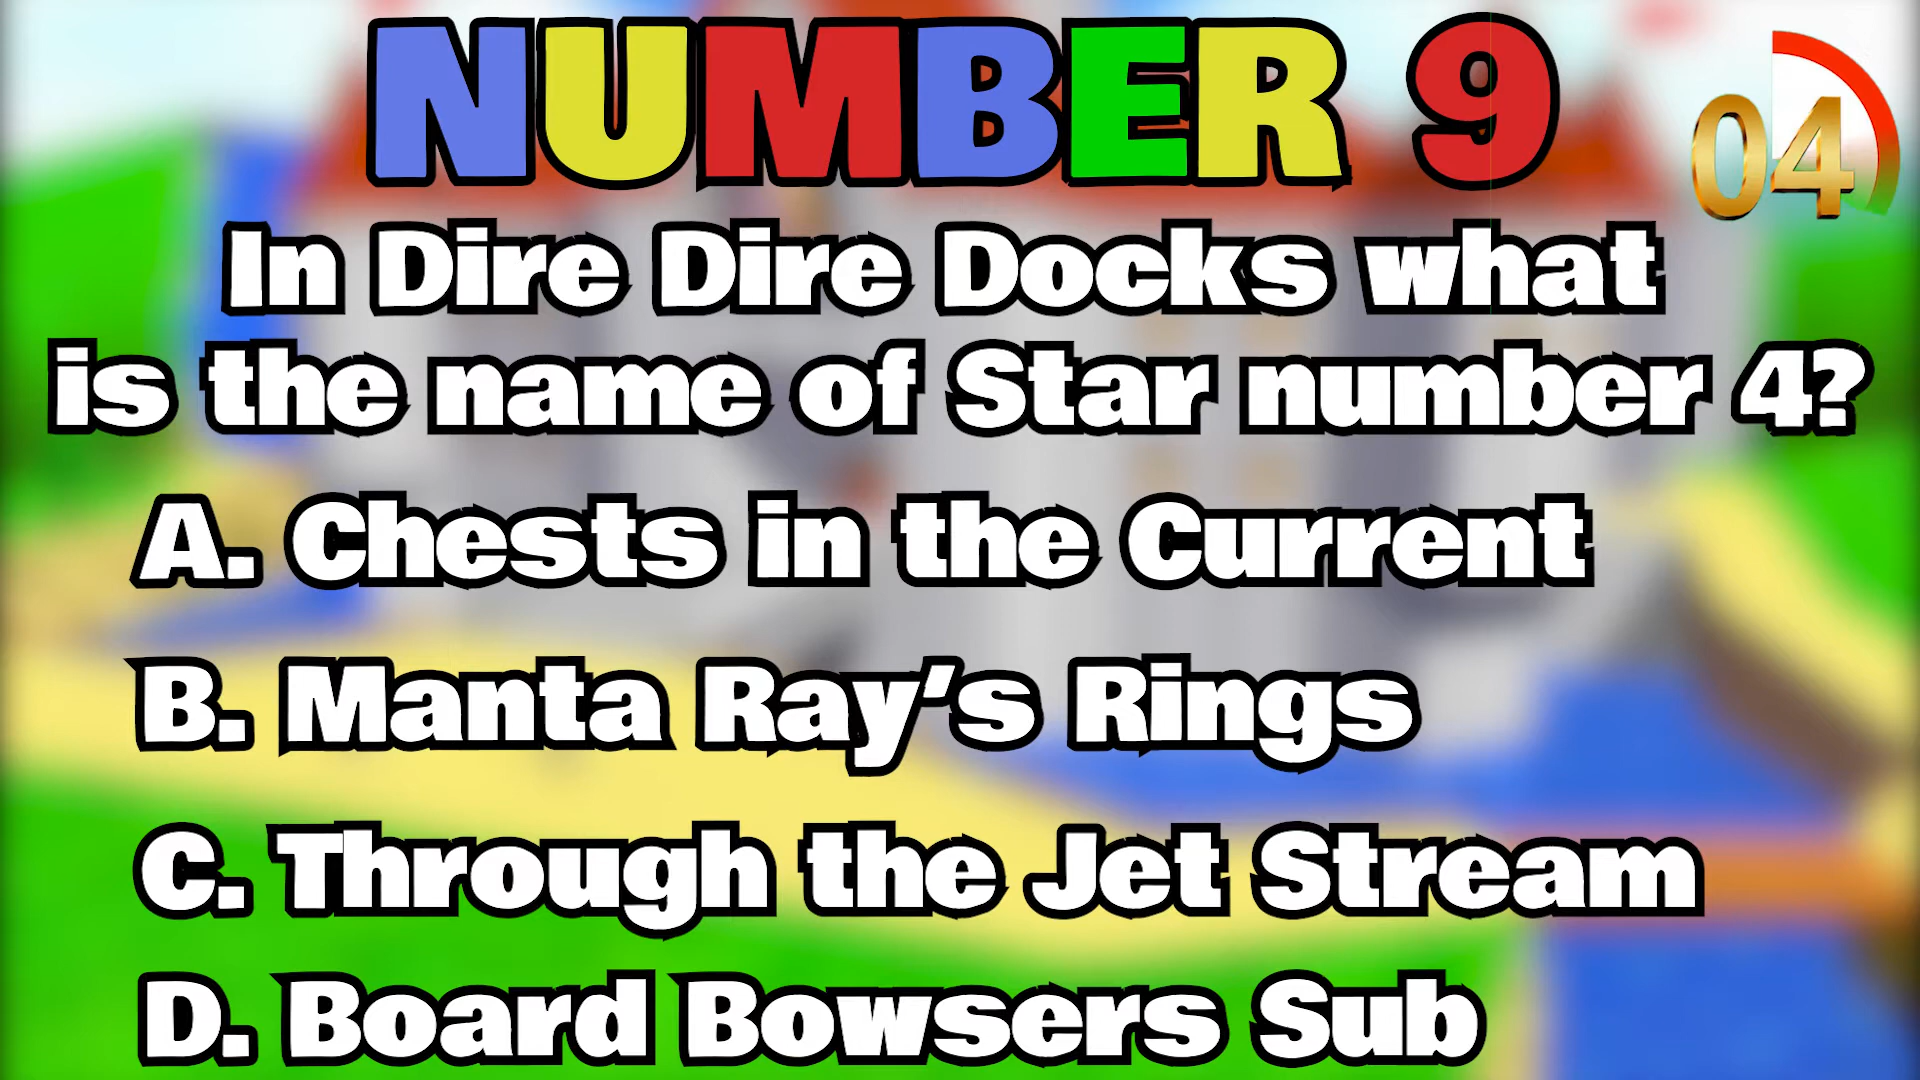 NUMBER 9
04
In Dire Dire Docks what
is the name of Star number 4?
A. Chests in the Current
B. Manta Ray's Rings
C. Through the Jet Stream
D. Board Bowsers Sub